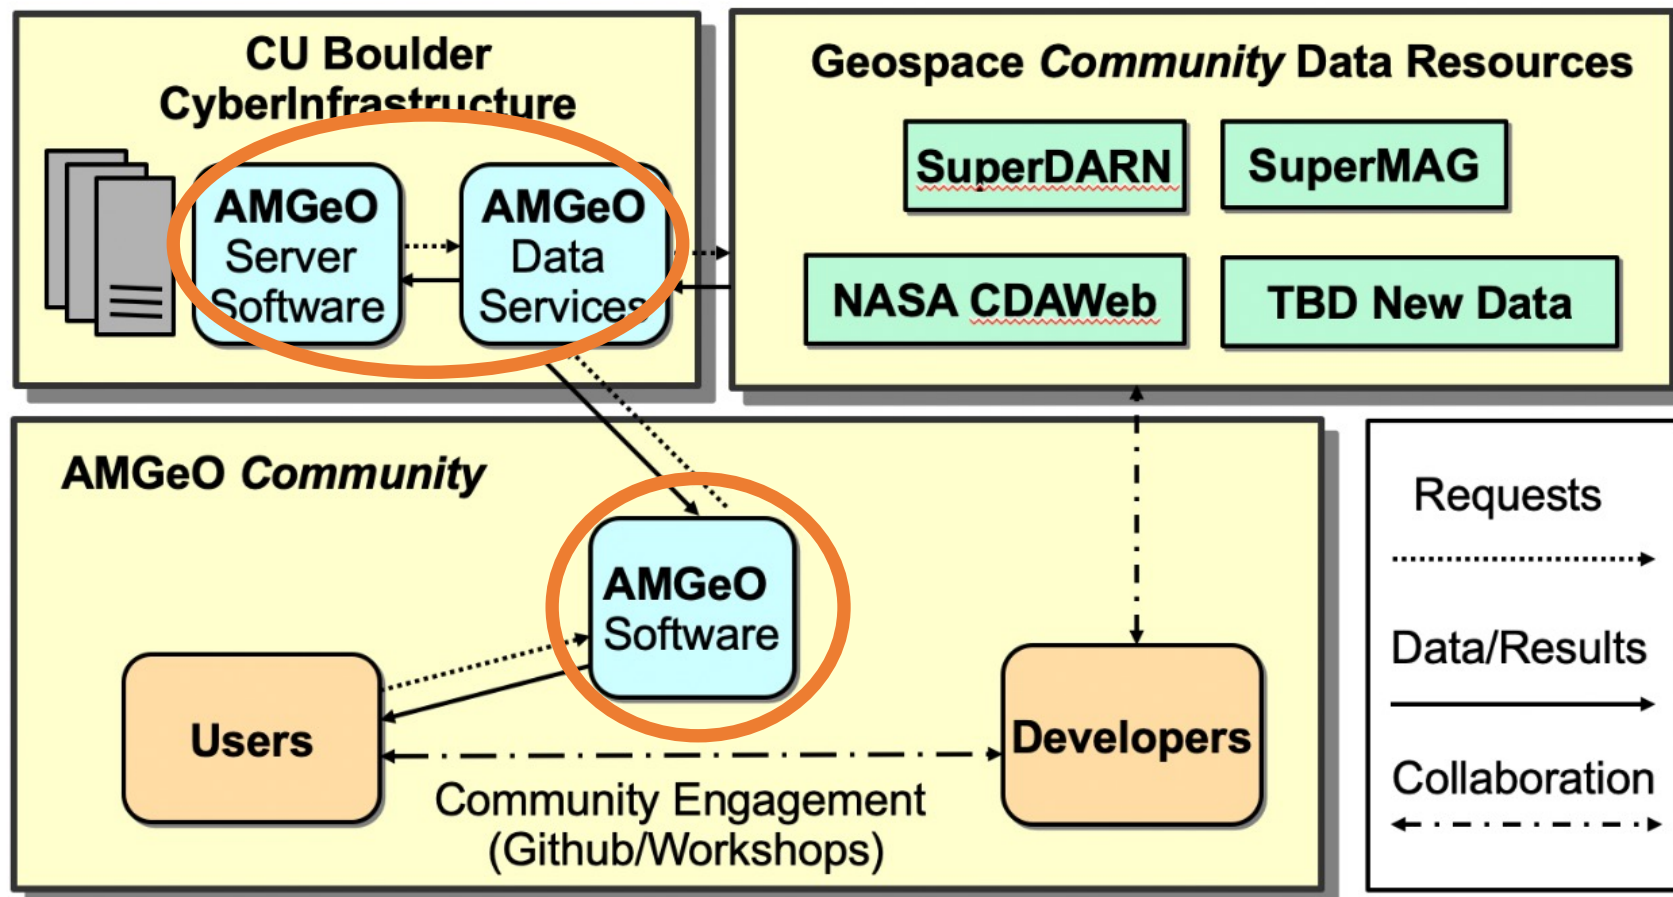 CU Boulder
CyberInfrastructure
AMGeO
Server
Software
AMGeO
Data
Services
Geospace Community Data Resources
SuperDARN
SuperMAG
NASA CDAWeb
TBD New Data
AMGeO Community
AMGeO
Software
Users
Developers
Community Engagement
(Github/Workshops)
Requests
Data/Results
Collaboration